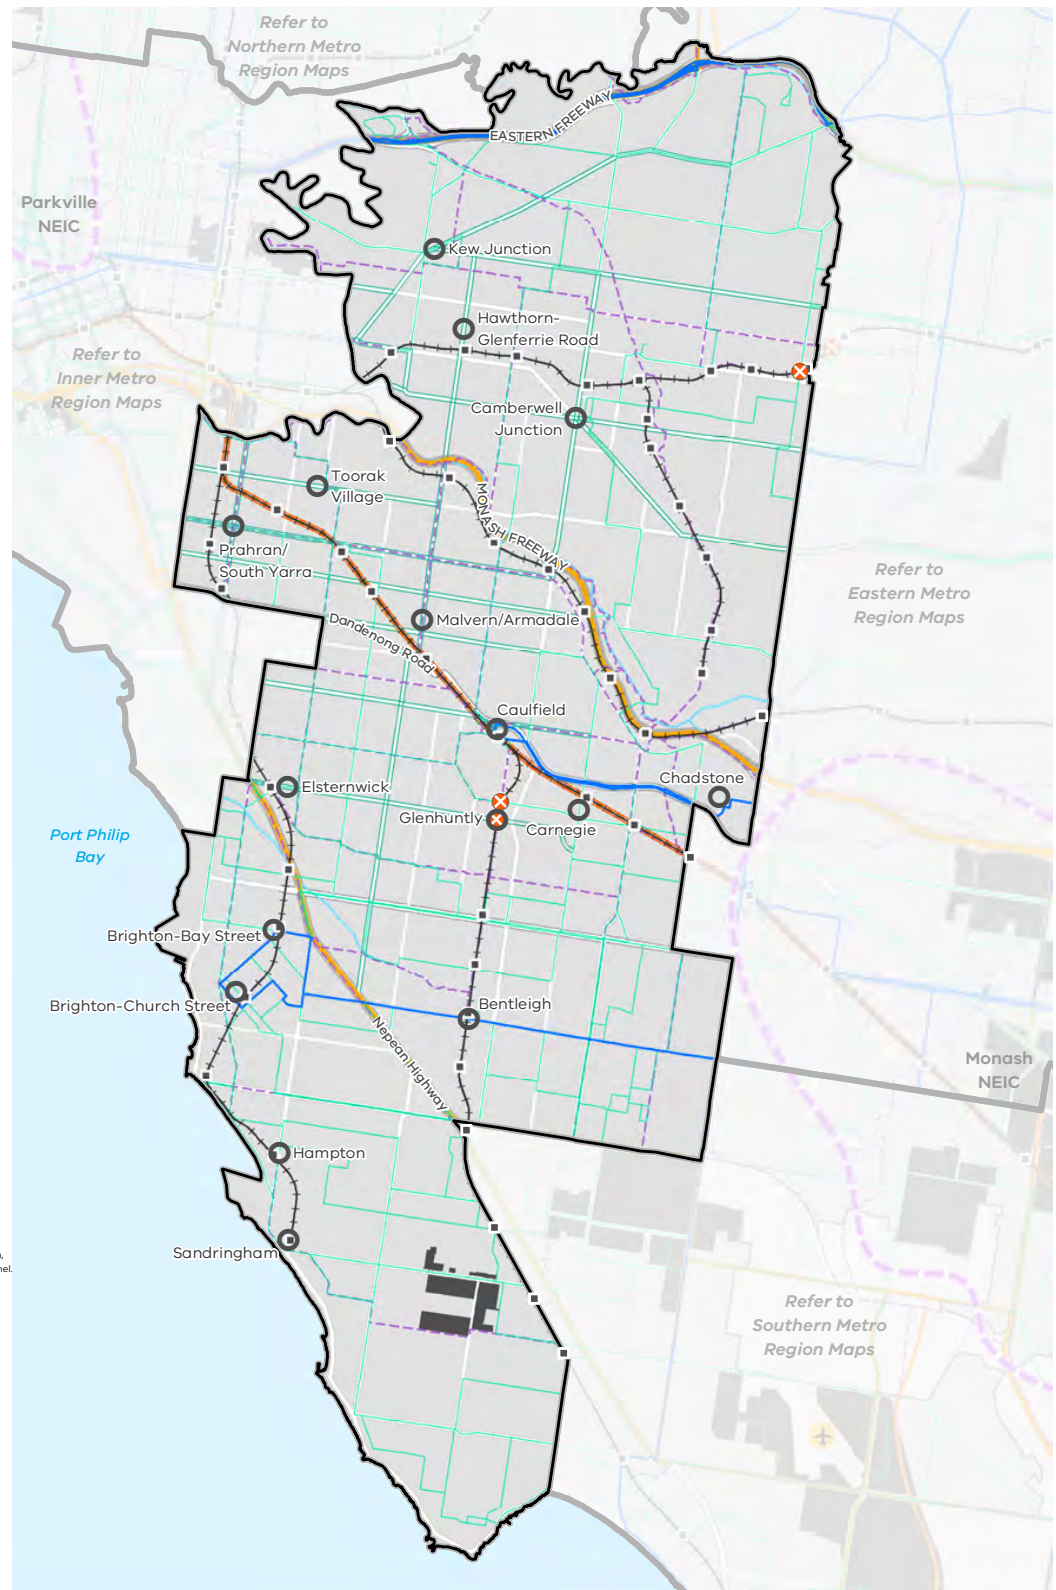 Refer to
Northern Metro
Region Maps
EASTERN FREEWAY
Parkville
NEIC
Kew Junction
Hawthorn-
Glenferrie Road
Refer to
Inner Metro
Region Maps
Camberwell
Junction
Toorak
Village
MONASH FREEWAY
Prahran/
South Yarra
Refer to
Eastern Metro
Region Maps
Malvern/Armadale
Dandenong Road
Caulfield
Chadstone
Elsternwick
Glenhuntly
Carnegie
Port Philip
Bay
Brighton-Bay Street
Brighton-Church Street
Bentleigh
Nepean Highway
Monash
NEIC
Hampton
Sandringham
nel.
Refer to
Southern Metro
Region Maps